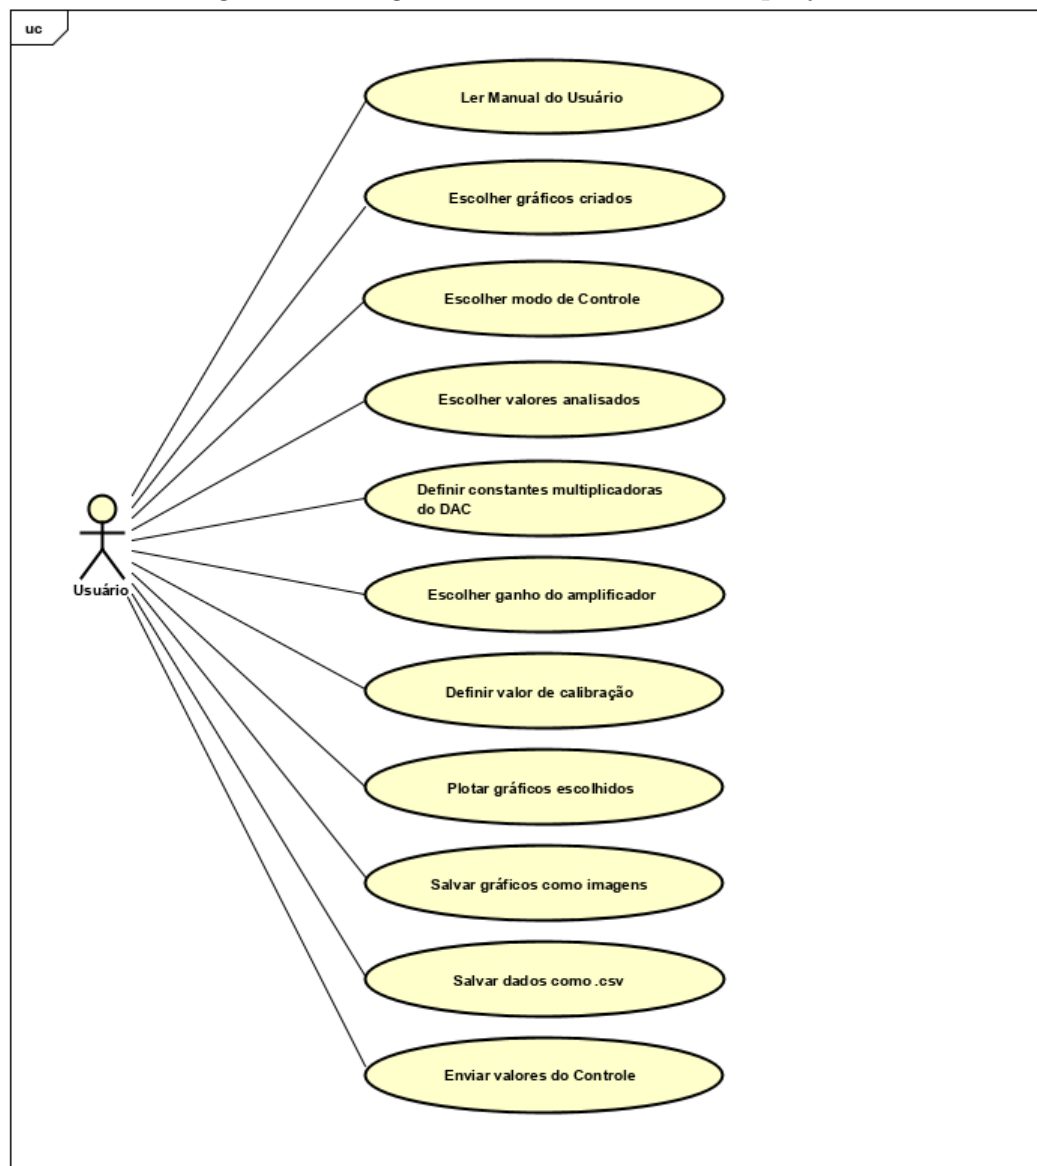 uc
Ler Manual do Usuário
Escolher gráficos criados
Escolher modo de Controle
Escolher valores analisados
Definir constantes multiplicadoras
do DAC
Usuário
Escolher ganho do amplificador
Definir valor de calibração
Plotar gráficos escolhidos
Salvar gráficos como imagens
Salvar dados como .csv
Enviar valores do Controle